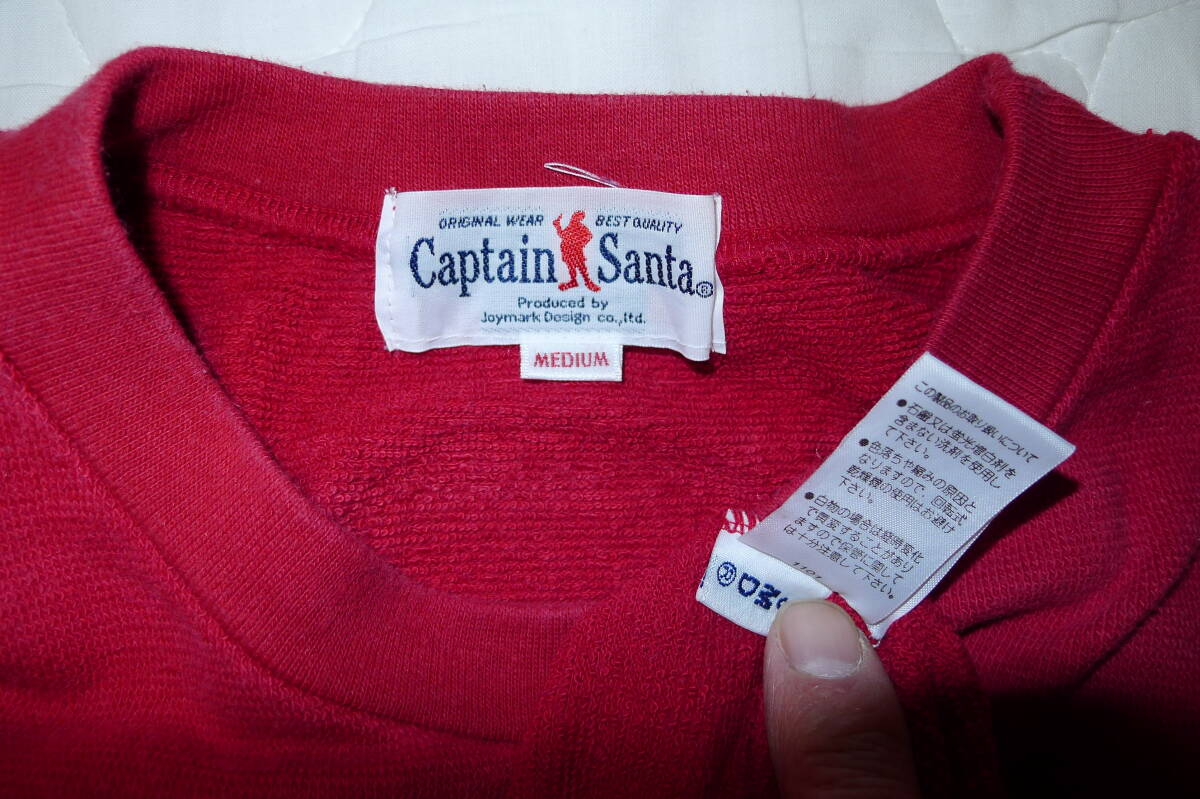 ORIGINAL WEAR BEST QUALITY
Captain Santa®
Produced by
Joymark Design co.,ltd.
MEDIUM
この製品のお取り扱いについて
●石鹸又は蛍光増白剤を
含まない洗剤を使用し
て下さい。
●色落ちや縮みの原因と
なりますので、回転式
乾燥機の使用はお避け
下さい。
●白物の場合は経時変化
で黄変することがあり
ますので保管に関して
は十分注意して下さい。